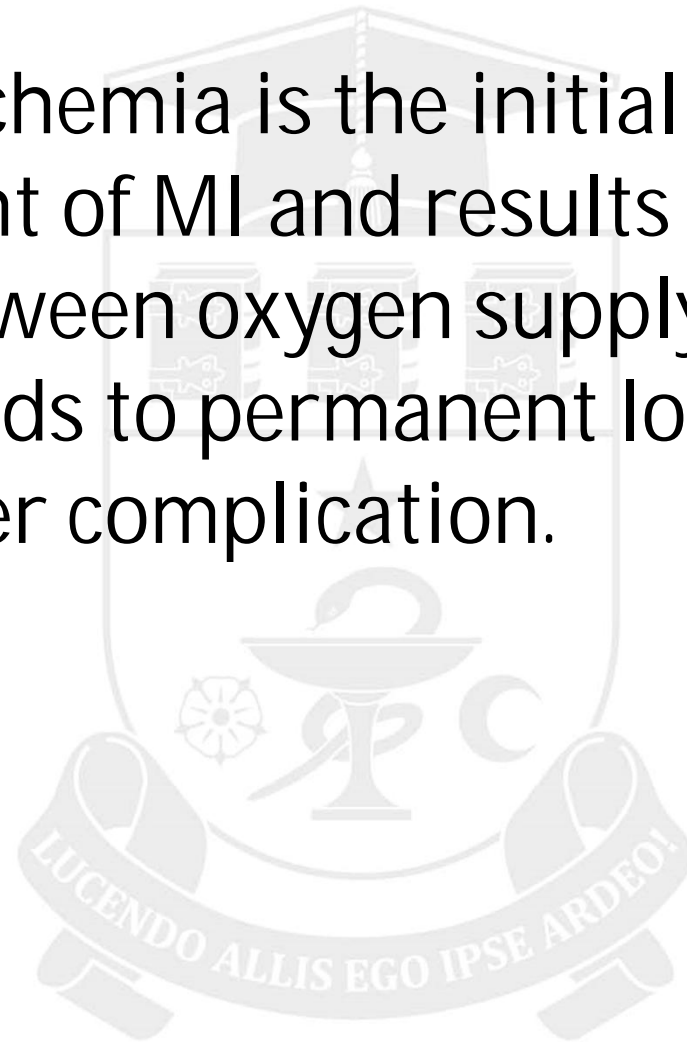 chemia is the initial
nt of MI and results
ween oxygen supply
ds to permanent lo
er complication.
LUCENDO ALLIS EGO IPSE ARDEO!